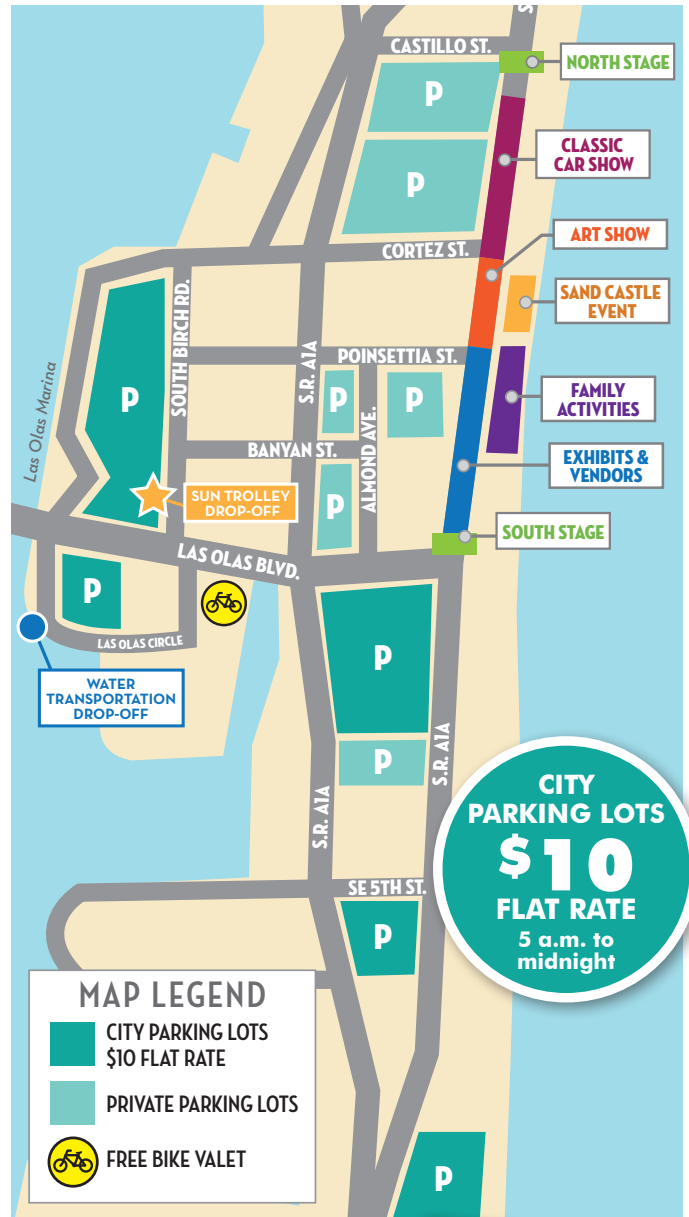 S
CASTILLO ST.
NORTH STAGE
P
CLASSIC
CAR SHOW
P
ART SHOW
CORTEZ ST.
SAND CASTLE
EVENT
SOUTH BIRCH RD.
S.R. A1A
POINSETTIA ST.
Las Olas Marina
P
P
P
FAMILY
ACTIVITIES
ALMOND AVE.
BANYAN ST.
EXHIBITS &
VENDORS
SUN TROLLEY
DROP-OFF
P
SOUTH STAGE
LAS OLAS BLVD.
P
LAS OLAS CIRCLE
P
WATER
TRANSPORTATION
DROP-OFF
P
S.R. A1A
S.R. A1A
CITY
PARKING LOTS
$10
FLAT RATE
5 a.m. to
midnight
SE 5TH ST.
P
MAP LEGEND
CITY PARKING LOTS
$10 FLAT RATE
PRIVATE PARKING LOTS
FREE BIKE VALET
P